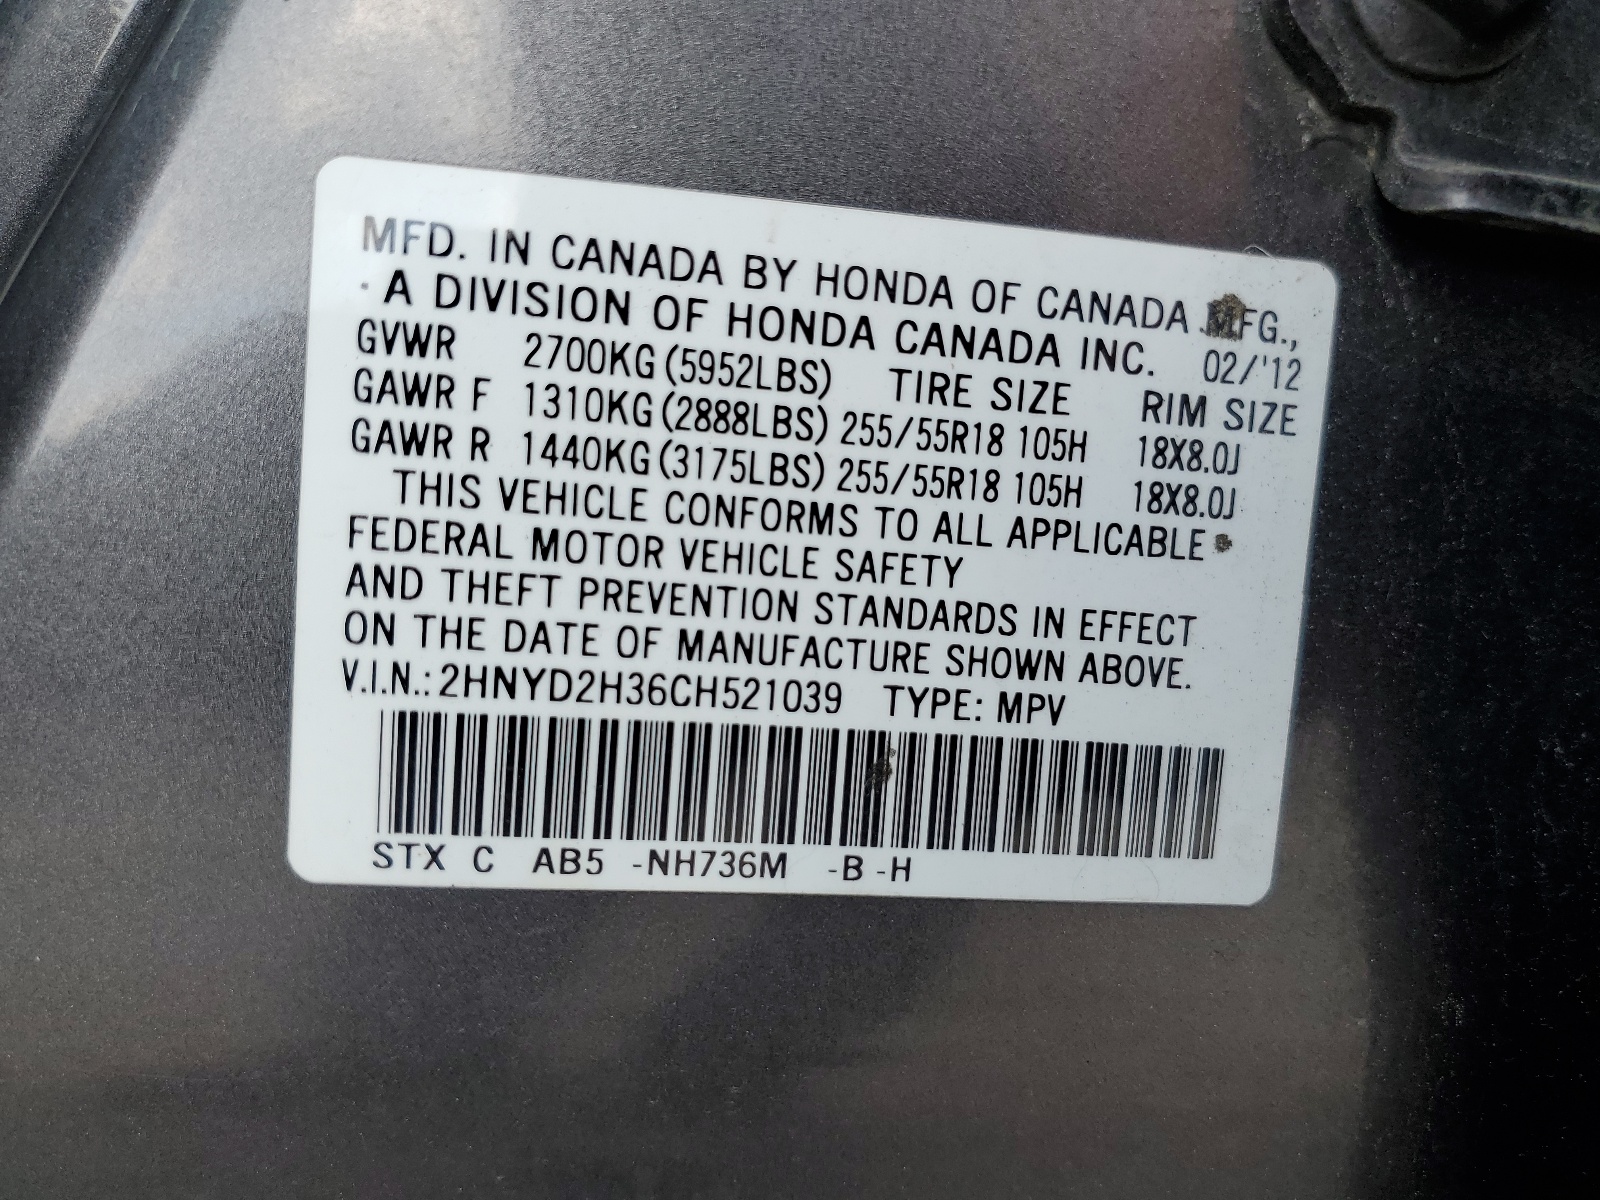 MFD. IN CANADA BY HONDA OF CANADA MFG.,
A DIVISION OF HONDA CANADA INC. 02/'12
GVWR 2700KG (5952LBS) TIRE SIZE RIM SIZE
GAWR F 1310KG (2888LBS) 255/55R18 105H 18X8.0J
GAWR R 1440KG (3175LBS) 255/55R18 105H 18X8.0J
THIS VEHICLE CONFORMS TO ALL APPLICABLE
FEDERAL MOTOR VEHICLE SAFETY
AND THEFT PREVENTION STANDARDS IN EFFECT
ON THE DATE OF MANUFACTURE SHOWN ABOVE.
V.I.N.: 2HNYD2H36CH521039 TYPE: MPV
STX C AB5 -NH736M -B -H